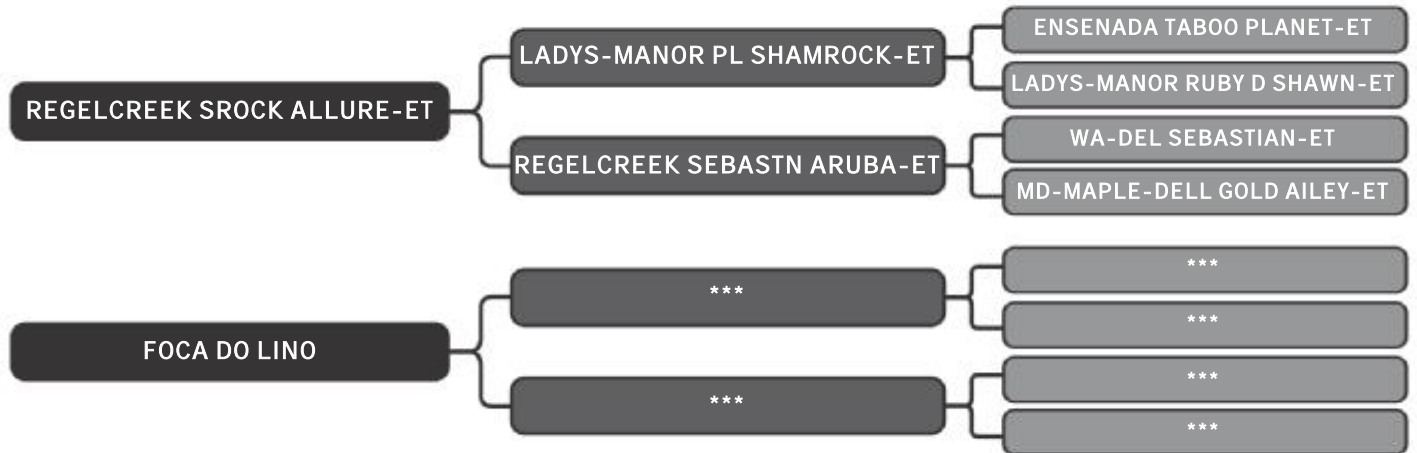 REGELCREEK SROCK ALLURE-ET
LADYS-MANOR PL SHAMROCK-ET
ENSENADA TABOO PLANET-ET
LADYS-MANOR RUBY D SHAWN-ET
REGELCREEK SEBASTN ARUBA-ET
WA-DEL SEBASTIAN-ET
MD-MAPLE-DELL GOLD AILEY-ET
FOCA DO LINO
***
***
***
***
***
***